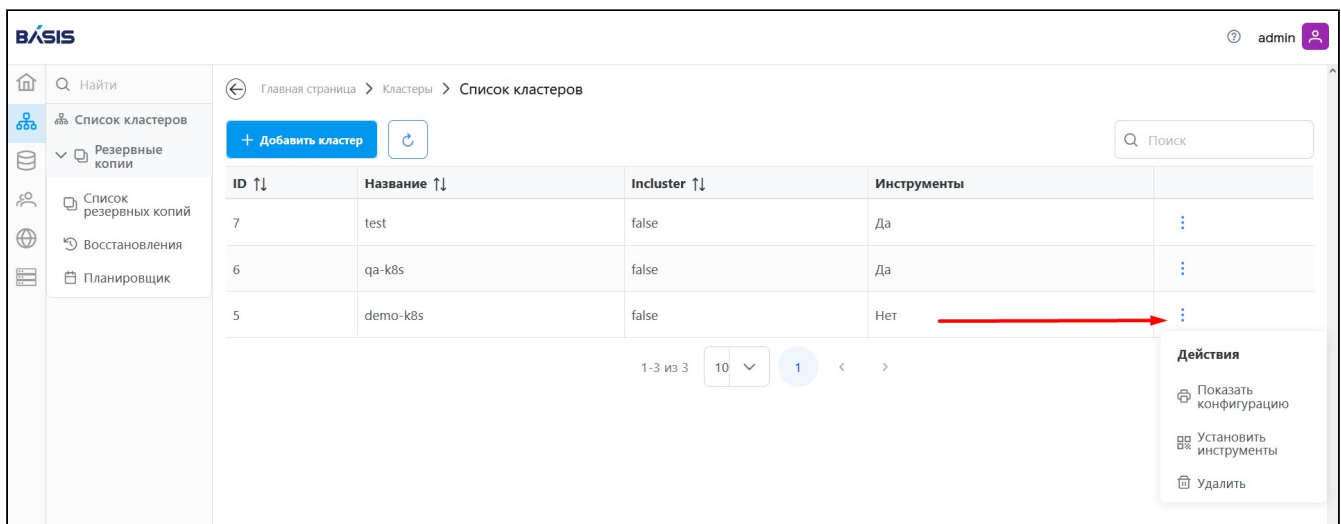 BASIS
admin
Найти
Главная страница > Кластеры > Список кластеров
Список кластеров
+ Добавить кластер
Поиск
Резервные
копии
ID Название Incluster Инструменты
Список
резервных копий
7 test false Да
Восстановления
6 qa-k8s false Да
Планировщик
5 demo-k8s false Нет
1-3 из 3 10 1 < >
Действия
Показать
конфигурацию
Установить
инструменты
Удалить